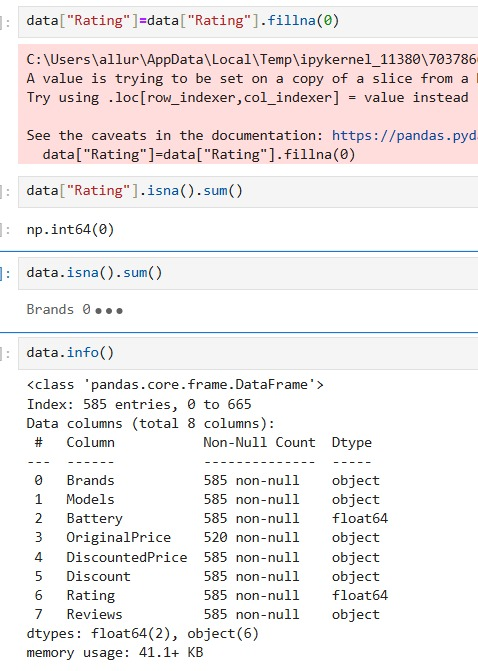 ]: data["Rating"]=data["Rating"].fillna(0)
C:\Users\allur\AppData\Local\Temp\ipykernel_11380\703786
A value is trying to be set on a copy of a slice from a
Try using .loc[row_indexer,col_indexer] = value instead
See the caveats in the documentation: https://pandas.pyd
data["Rating"]=data["Rating"].fillna(0)
]: data["Rating"].isna().sum()
]: np.int64(0)
]: data.isna().sum()
Brands 0 •••
]: data.info()
<class 'pandas.core.frame.DataFrame'>
Index: 585 entries, 0 to 665
Data columns (total 8 columns):
# Column Non-Null Count Dtype
--- ------ -------------- -----
0 Brands 585 non-null object
1 Models 585 non-null object
2 Battery 585 non-null float64
3 OriginalPrice 520 non-null object
4 DiscountedPrice 585 non-null object
5 Discount 585 non-null object
6 Rating 585 non-null float64
7 Reviews 585 non-null object
dtypes: float64(2), object(6)
memory usage: 41.1+ KB